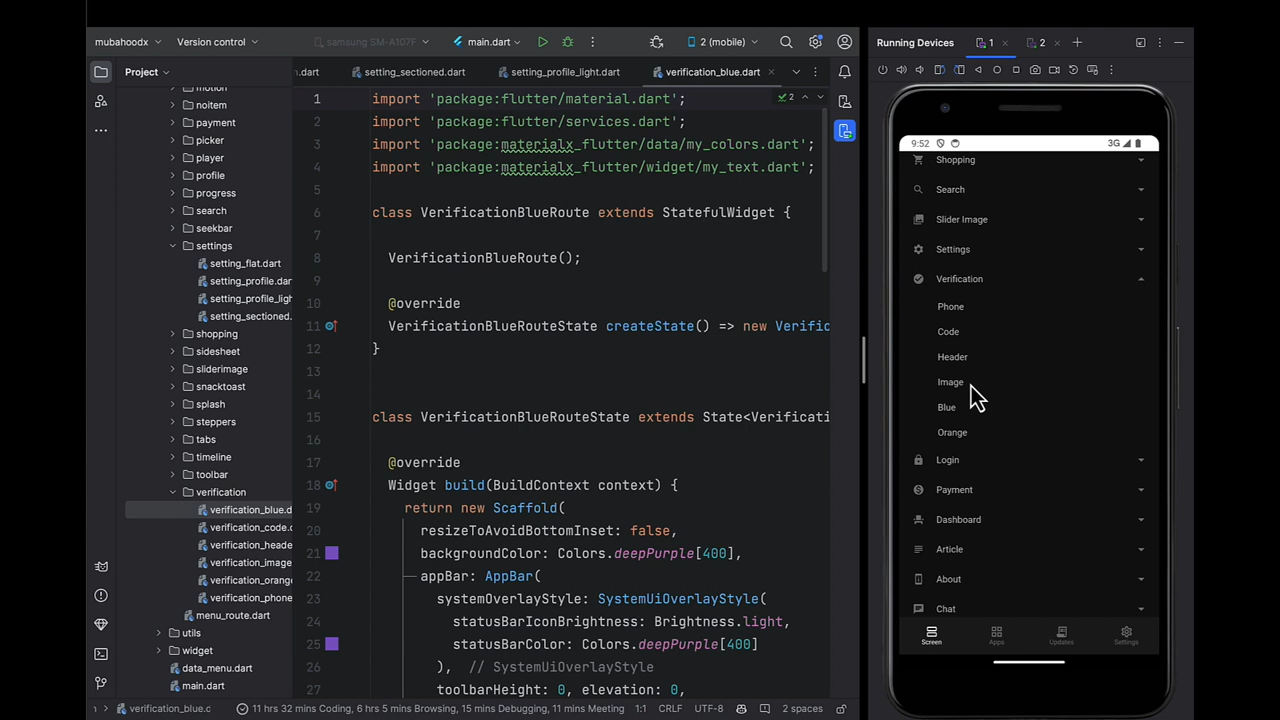 mubahoodx
Version control
samsung SM-A107F
main.dart
2 (mobile)
Running Devices
1
2
Project
n.dart
setting_sectioned.dart
setting_profile_light.dart
verification_blue.dart
motion
noitem
payment
picker
player
profile
progress
search
seekbar
settings
setting_flat.dart
setting_profile.dar
setting_profile_ligh
setting_sectioned.
shopping
sidesheet
sliderimage
snacktoast
splash
steppers
tabs
timeline
toolbar
verification
verification_blue.d
verification_code.c
verification_heade
verification_image
verification_orang
verification_phone
menu_route.dart
utils
widget
data_menu.dart
main.dart
1 import 'package:flutter/material.dart';
2
2 import 'package:flutter/services.dart';
3 import 'package:materialx_flutter/data/my_colors.dart';
4 import 'package:materialx_flutter/widget/my_text.dart';
5
6 class VerificationBlueRoute extends StatefulWidget {
7
8 VerificationBlueRoute();
9
10 @override
11 VerificationBlueRouteState createState() => new Verific
12 }
13
14
15 class VerificationBlueRouteState extends State<Verificati
16
17 @override
18 Widget build(BuildContext context) {
19 return new Scaffold(
20 resizeToAvoidBottomInset: false,
21 backgroundColor: Colors.deepPurple[400],
22 appBar: AppBar(
23 systemOverlayStyle: SystemUiOverlayStyle(
24 statusBarIconBrightness: Brightness.light,
25 statusBarColor: Colors.deepPurple[400]
26 ), // SystemUiOverlayStyle
27 toolbarHeight: 0, elevation: 0,
9:52
3G
Shopping
Search
Slider Image
Settings
Verification
Phone
Code
Header
Image
Blue
Orange
Login
Payment
Dashboard
Article
About
Chat
Screen
Apps
Updates
Settings
verification_blue.c
11 hrs 32 mins Coding, 6 hrs 5 mins Browsing, 15 mins Debugging, 11 mins Meeting
1:1
CRLF
UTF-8
2 spaces